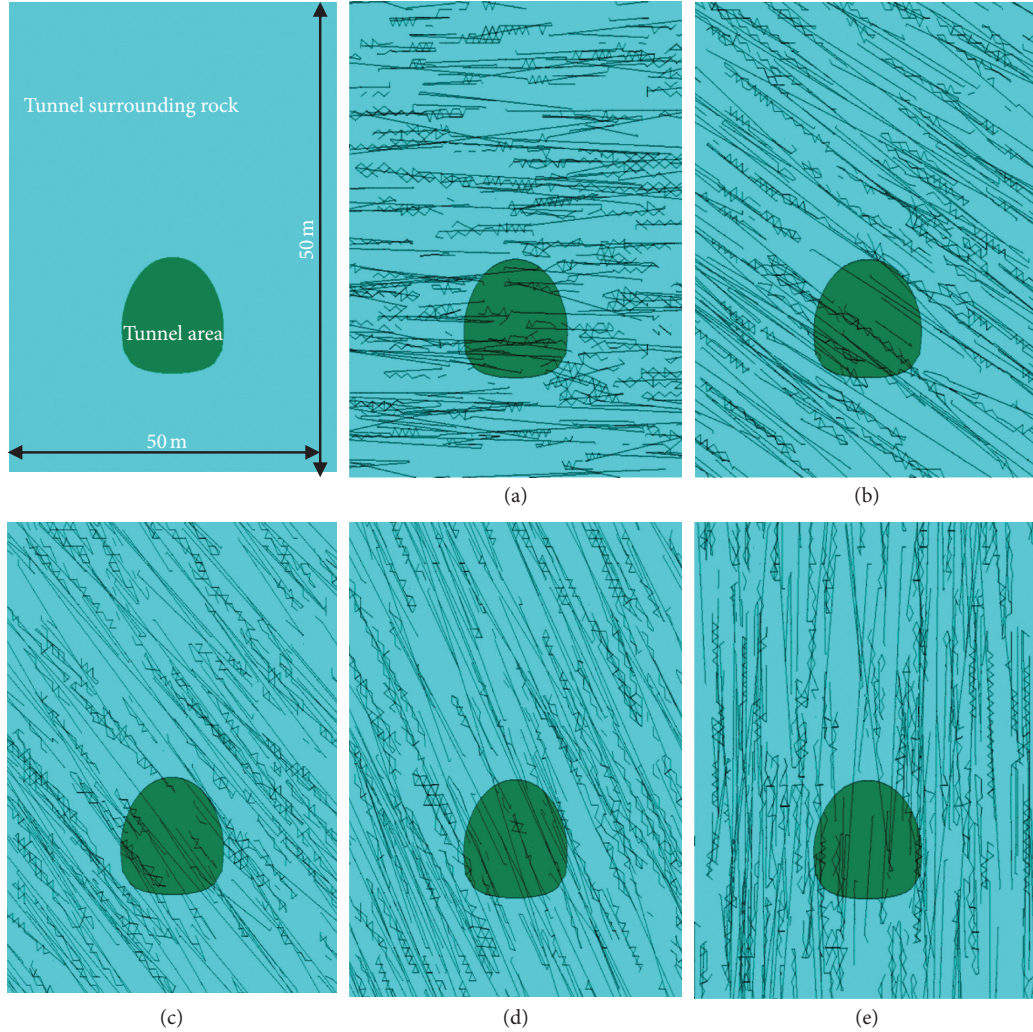 Tunnel surrounding rock
50 m
Tunnel area
50 m
(a)
(b)
(c)
(d)
(e)